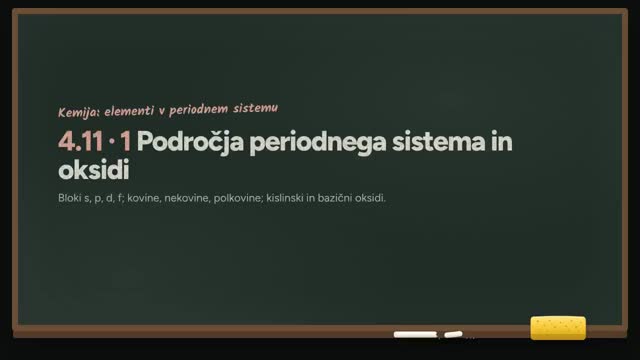 Kemija: elementi v periodnem sistemu
4.11 · 1 Področja periodnega sistema in
oksidi
Bloki s, p, d, f; kovine, nekovine, polkovine; kislinski in bazični oksidi.